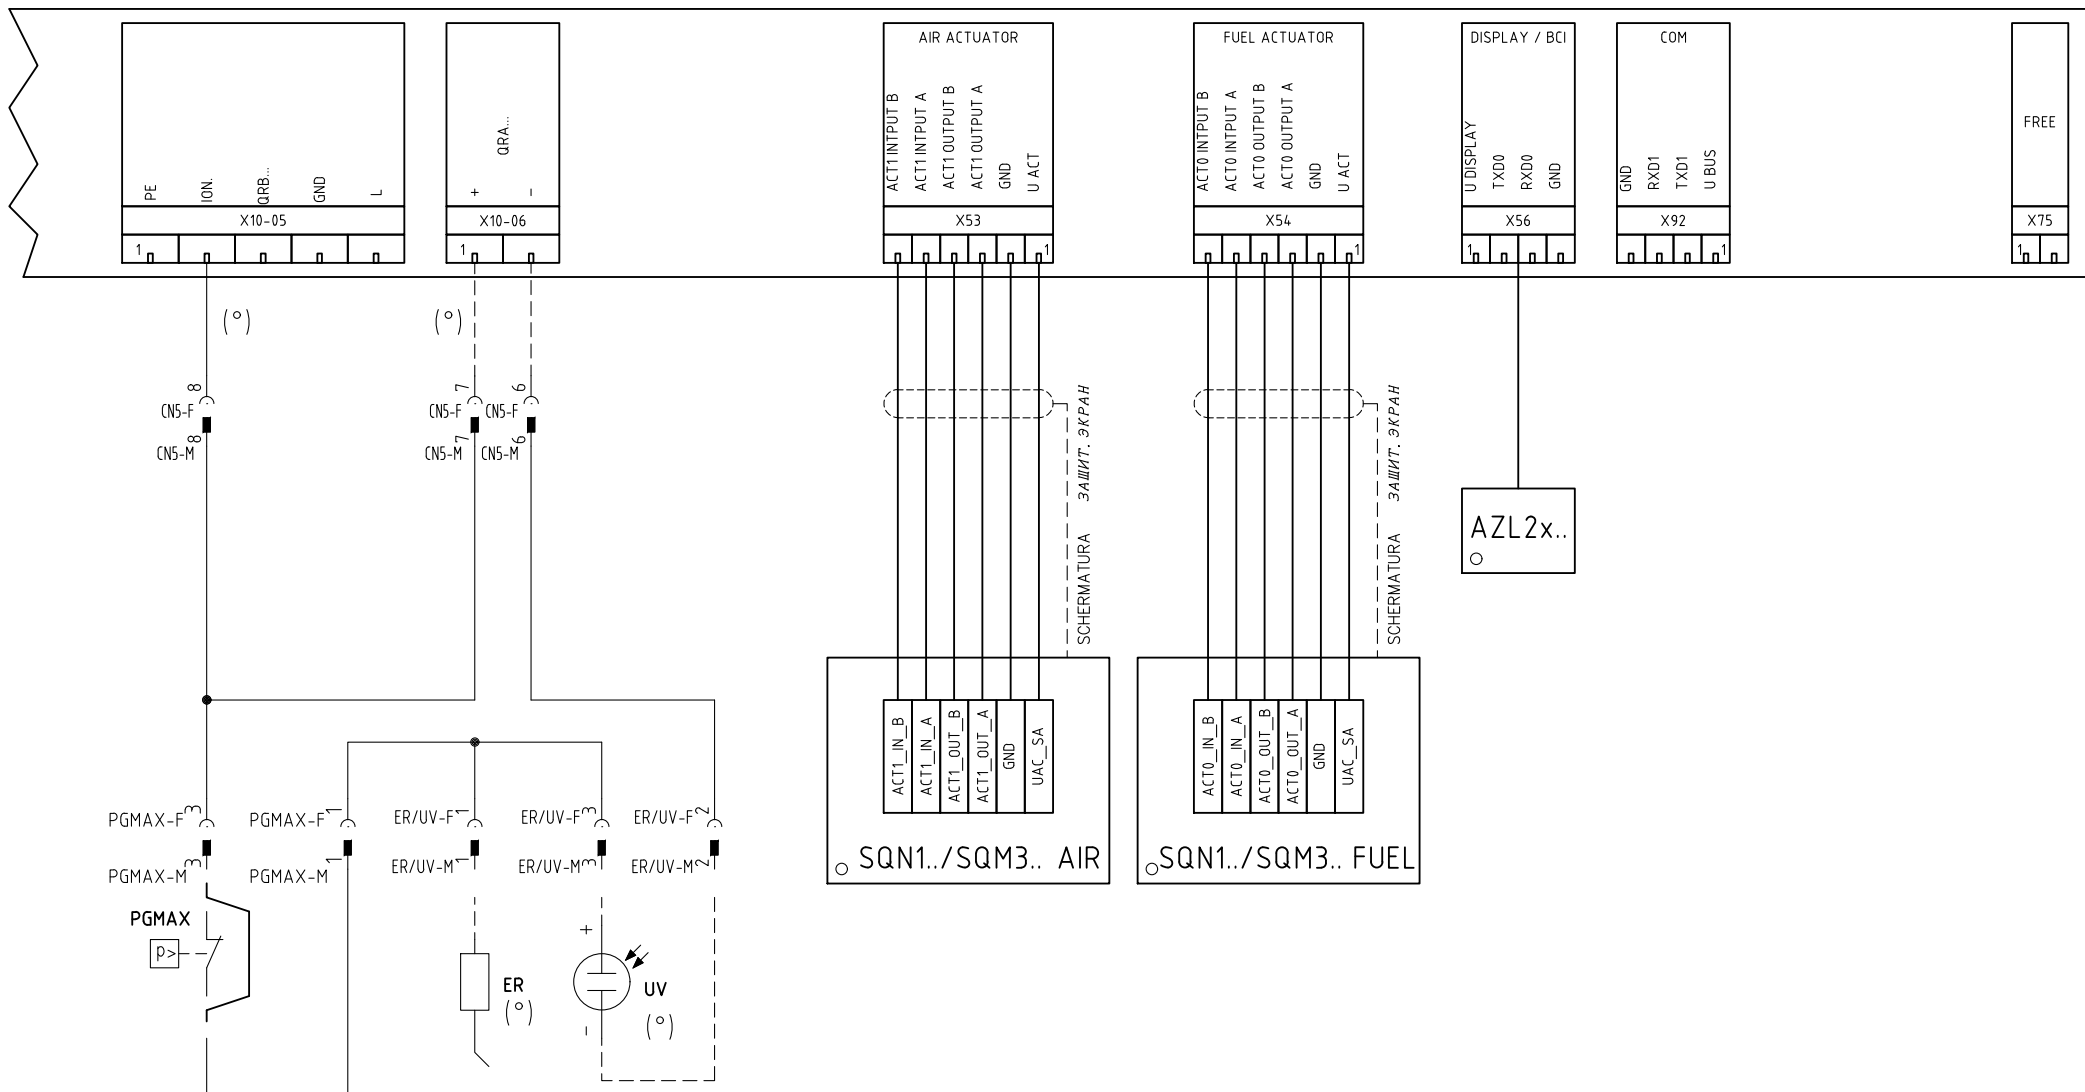 AIR ACTUATOR
FUEL ACTUATOR
DISPLAY / BCI
COM
PE
ION.
QRB...
GND
L
+
QRA...
-
ACT1 INTPUT B
ACT1 INTPUT A
ACT1 OUTPUT B
ACT1 OUTPUT A
GND
U ACT
ACT0 INTPUT B
ACT0 INTPUT A
ACT0 OUTPUT B
ACT0 OUTPUT A
GND
U ACT
U DISPLAY
TXD0
RXD0
GND
GND
RXD1
TXD1
U BUS
FREE
X10-05
X10-06
X53
X54
X56
X92
X75
1
1
1
1
1
1
1
(°)
(°)
8
CN5-F
8
CN5-M
7
CN5-F
7
CN5-M
6
CN5-F
6
CN5-M
SCHERMATURA ЗАЩИТ. ЭКРАН
SCHERMATURA ЗАЩИТ. ЭКРАН
AZL2x..
ACT1_IN_B
ACT1_IN_A
ACT1_OUT_B
ACT1_OUT_A
GND
UAC_SA
ACT0_IN_B
ACT0_IN_A
ACT0_OUT_B
ACT0_OUT_A
GND
UAC_SA
SQN1../SQM3.. AIR
SQN1../SQM3.. FUEL
PGMAX-F 3
PGMAX-F 1
ER/UV-F 1
ER/UV-F 3
ER/UV-F 2
PGMAX-M 3
PGMAX-M 1
ER/UV-M 1
ER/UV-M 3
ER/UV-M 2
PGMAX
P>
ER
(°)
+
UV
(°)
-